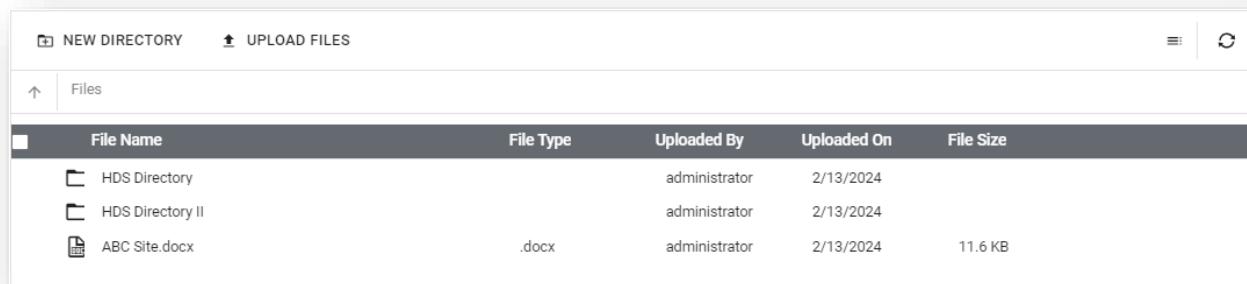 NEW DIRECTORY UPLOAD FILES
Files
File Name File Type Uploaded By Uploaded On File Size
HDS Directory administrator 2/13/2024
HDS Directory II administrator 2/13/2024
ABC Site.docx .docx administrator 2/13/2024 11.6 KB